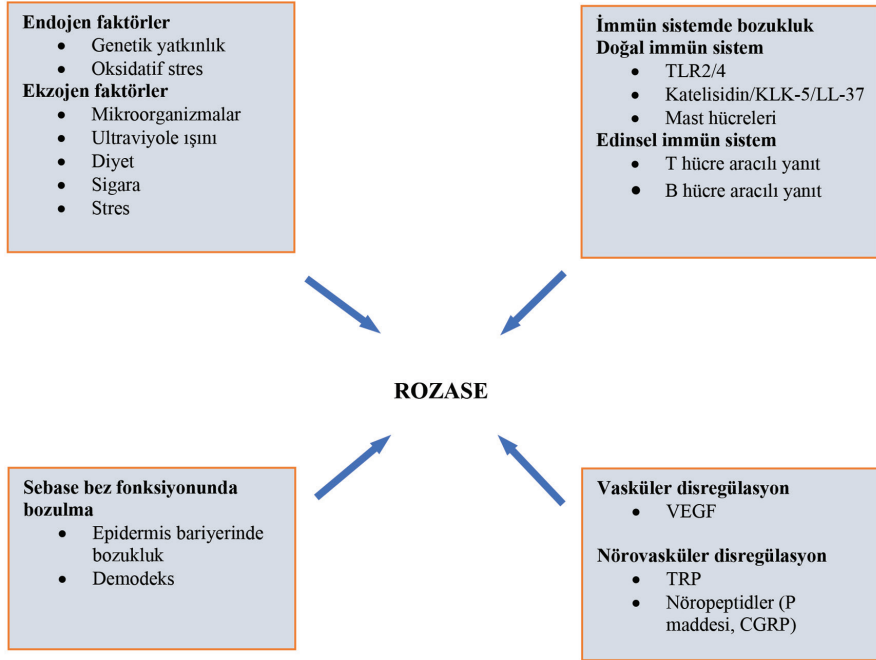 Endojen faktörler
• Genetik yatkınlık
• Oksidatif stres
Ekzojen faktörler
• Mikroorganizmalar
• Ultraviyole ışını
• Diyet
• Sigara
• Stres
İmmün sistemde bozukluk
Doğal immün sistem
• TLR2/4
• Katelisidin/KLK-5/LL-37
• Mast hücreleri
Edinsel immün sistem
• T hücre aracılı yanıt
• B hücre aracılı yanıt
ROZASE
Sebase bez fonksiyonunda
bozulma
• Epidermis bariyerinde
bozukluk
• Demodeks
Vasküler disregülasyon
• VEGF
Nörovasküler disregülasyon
• TRP
• Nöropeptidler (P
maddesi, CGRP)